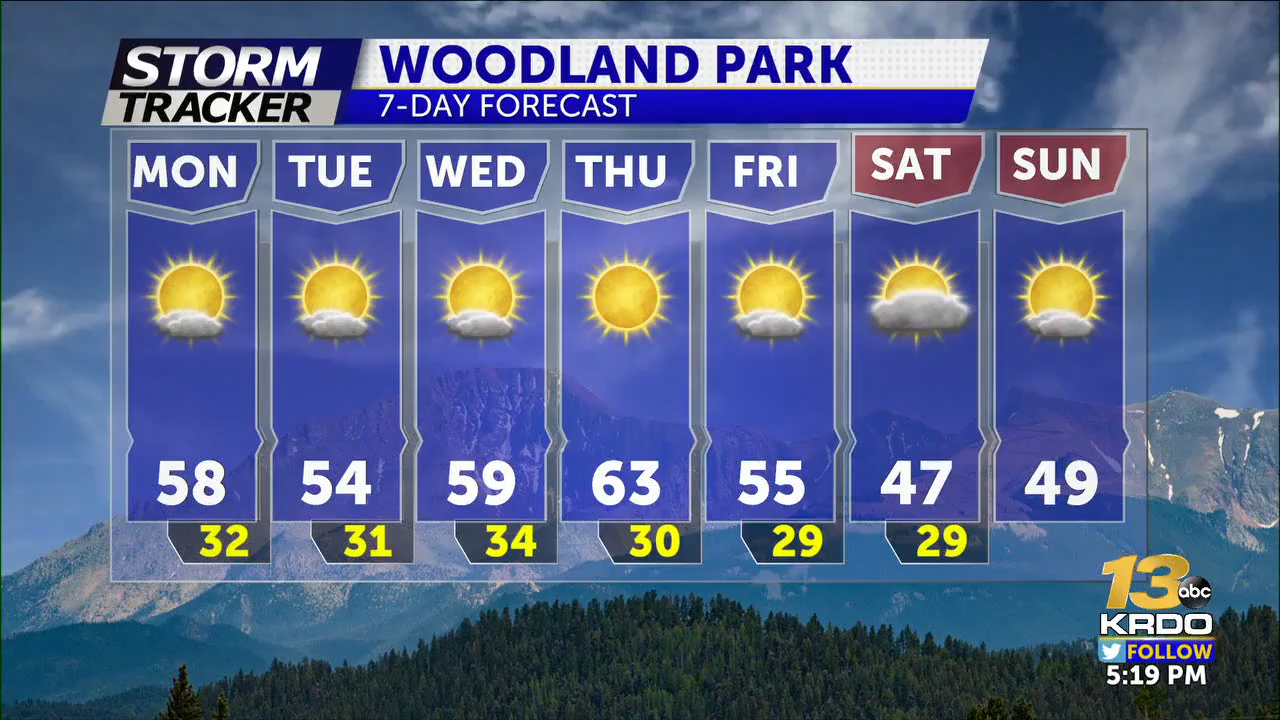 STORM
TRACKER
WOODLAND PARK
7-DAY FORECAST
MON TUE WED THU FRI SAT SUN
58 54 59 63 55 47 49
32 31 34 30 29 29
13 abc
KRDO
FOLLOW
5:19 PM